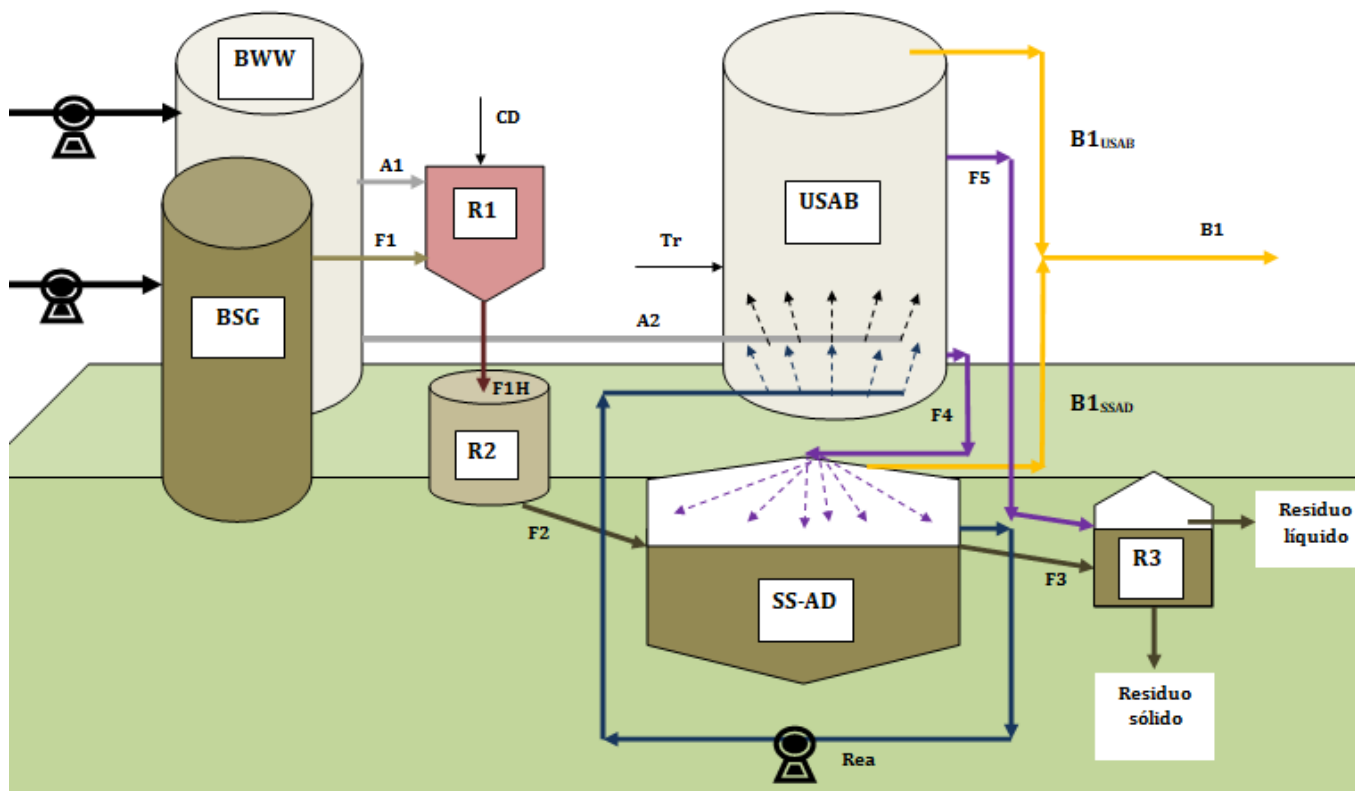 BWW
CD
B1USAB
A1
F5
R1
USAB
F1
Tr
B1
BSG
A2
F1H
F4
B1SSAD
R2
F2
Residuo
líquido
R3
F3
SS-AD
Residuo
sólido
Rea